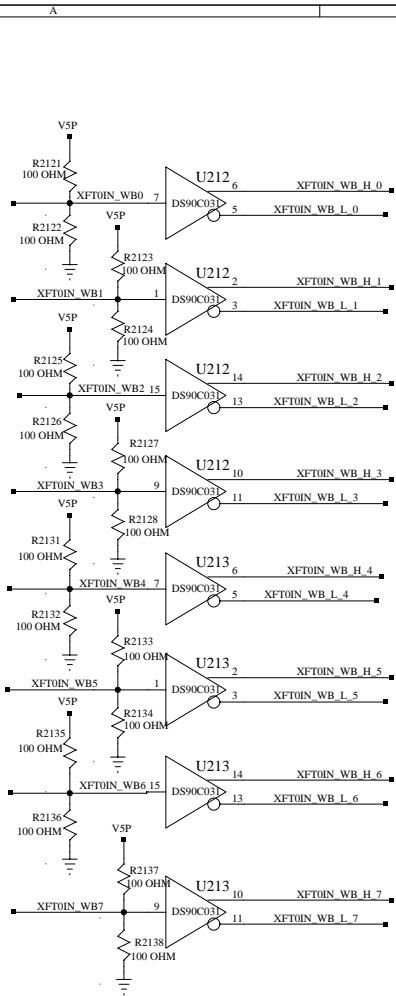 A
V5P
R2121
100 OHM
U212
XFT0IN_WB0 7
DS90C031
6 XFT0IN_WB_H_0
5 XFT0IN_WB_L_0
R2122
100 OHM
V5P
R2123
100 OHM
U212
XFT0IN_WB1 1
DS90C031
2 XFT0IN_WB_H_1
3 XFT0IN_WB_L_1
R2124
100 OHM
V5P
R2125
100 OHM
U212
XFT0IN_WB2 15
DS90C031
14 XFT0IN_WB_H_2
13 XFT0IN_WB_L_2
R2126
100 OHM
V5P
R2127
100 OHM
U212
XFT0IN_WB3 9
DS90C031
10 XFT0IN_WB_H_3
11 XFT0IN_WB_L_3
R2128
100 OHM
V5P
R2131
100 OHM
U213
XFT0IN_WB4 7
DS90C031
6 XFT0IN_WB_H_4
5 XFT0IN_WB_L_4
R2132
100 OHM
V5P
R2133
100 OHM
U213
XFT0IN_WB5 1
DS90C031
2 XFT0IN_WB_H_5
3 XFT0IN_WB_L_5
R2134
100 OHM
V5P
R2135
100 OHM
U213
XFT0IN_WB6 15
DS90C031
14 XFT0IN_WB_H_6
13 XFT0IN_WB_L_6
R2136
100 OHM
V5P
R2137
100 OHM
U213
XFT0IN_WB7 9
DS90C031
10 XFT0IN_WB_H_7
11 XFT0IN_WB_L_7
R2138
100 OHM